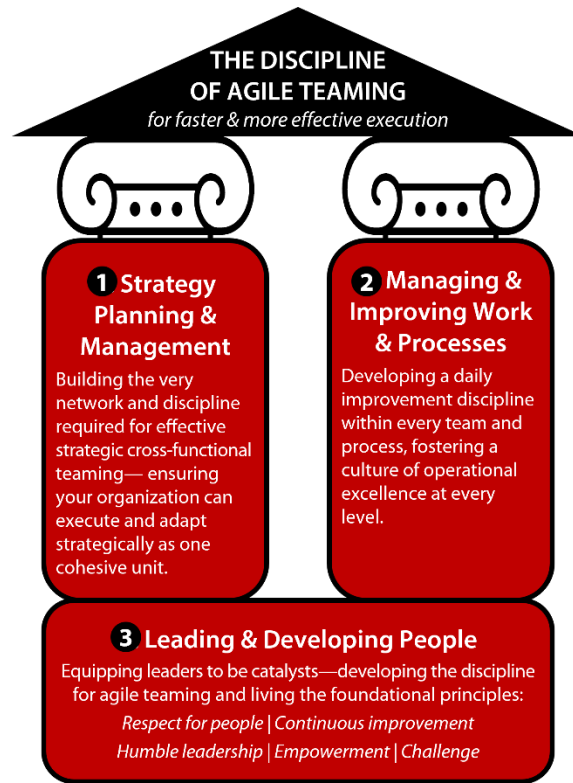 THE DISCIPLINE
OF AGILE TEAMING
for faster & more effective execution
1 Strategy
Planning &
Management
Building the very
network and discipline
required for effective
strategic cross-functional
teaming— ensuring
your organization can
execute and adapt
strategically as one
cohesive unit.
2 Managing &
Improving Work
& Processes
Developing a daily
improvement discipline
within every team and
process, fostering a
culture of operational
excellence at every
level.
3 Leading & Developing People
Equipping leaders to be catalysts—developing the discipline
for agile teaming and living the foundational principles:
Respect for people | Continuous improvement
Humble leadership | Empowerment | Challenge